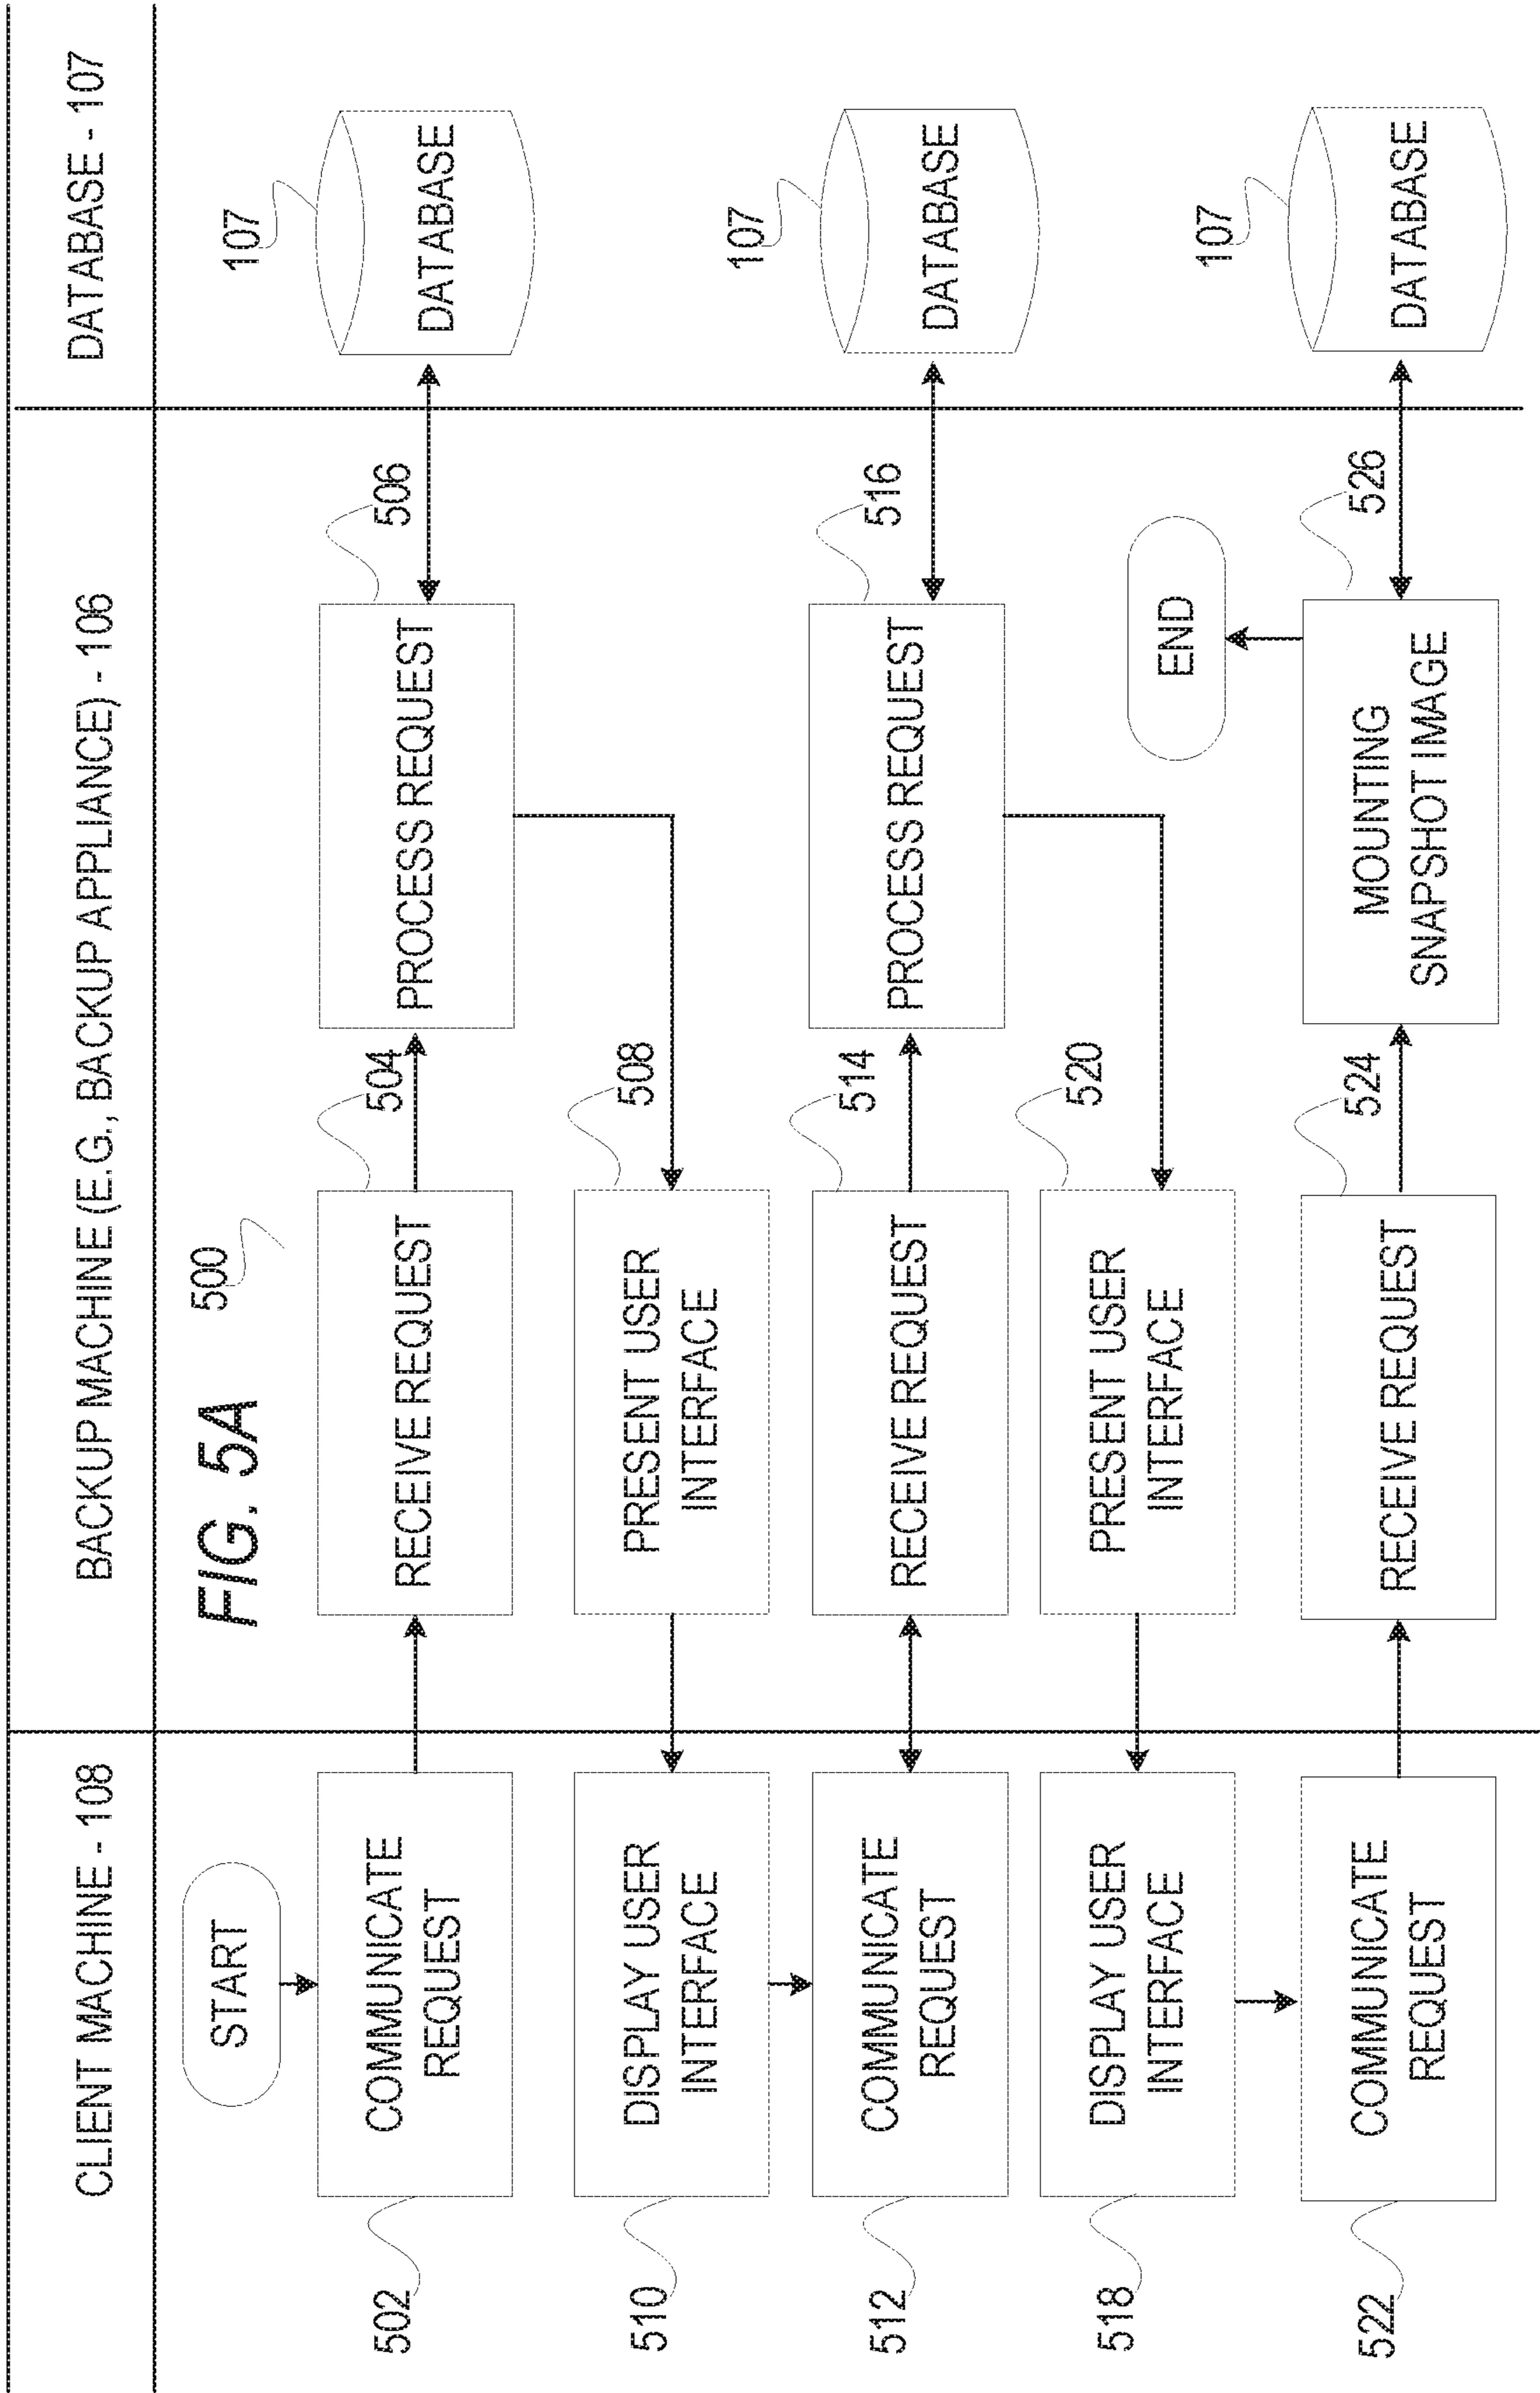 CLIENT MACHINE - 108
BACKUP MACHINE (E.G., BACKUP APPLIANCE) - 106
DATABASE - 107
FIG. 5A
500
START
502
COMMUNICATE
REQUEST
504
RECEIVE REQUEST
506
PROCESS REQUEST
107
DATABASE
510
DISPLAY USER
INTERFACE
508
PRESENT USER
INTERFACE
512
COMMUNICATE
REQUEST
514
RECEIVE REQUEST
516
PROCESS REQUEST
107
DATABASE
518
DISPLAY USER
INTERFACE
520
PRESENT USER
INTERFACE
END
522
COMMUNICATE
REQUEST
524
RECEIVE REQUEST
526
MOUNTING
SNAPSHOT IMAGE
107
DATABASE